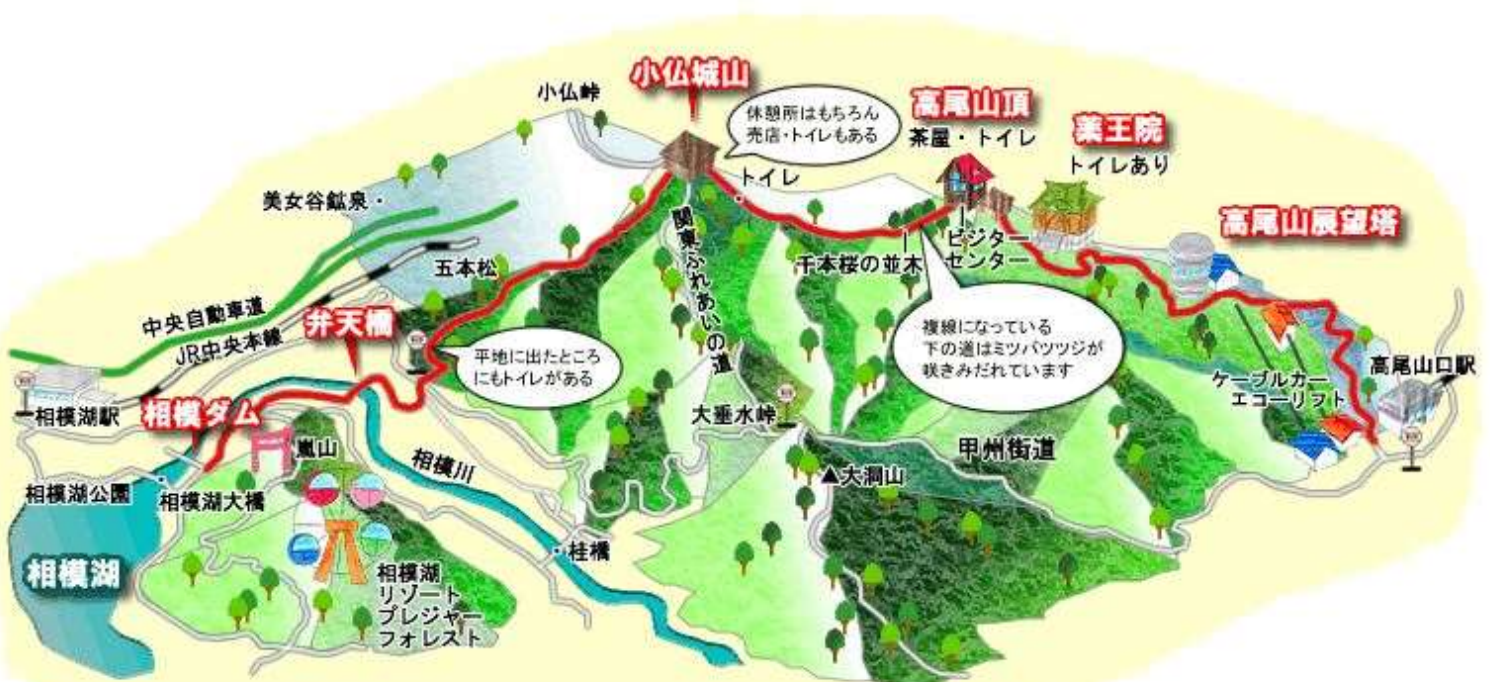 小仏城山
小仏峠
休憩所はもちろん
売店・トイレもある
高尾山頂
茶屋・トイレ
薬王院
トイレあり
トイレ
美女谷鉱泉・
高尾山展望塔
関東ふれあいの道
ビジター
センター
千本桜の並木
五本松
中央自動車道
JR中央本線
弁天橋
平地に出たところ
にもトイレがある
複線になっている
下の道はミツバツツジが
咲きみだれています
高尾山口駅
ケーブルカー
エコーリフト
相模湖駅
相模ダム
大垂水峠
嵐山
相模川
甲州街道
▲大洞山
相模湖公園
相模湖大橋
・桂橋
相模湖
相模湖
リゾート
プレジャー
フォレスト